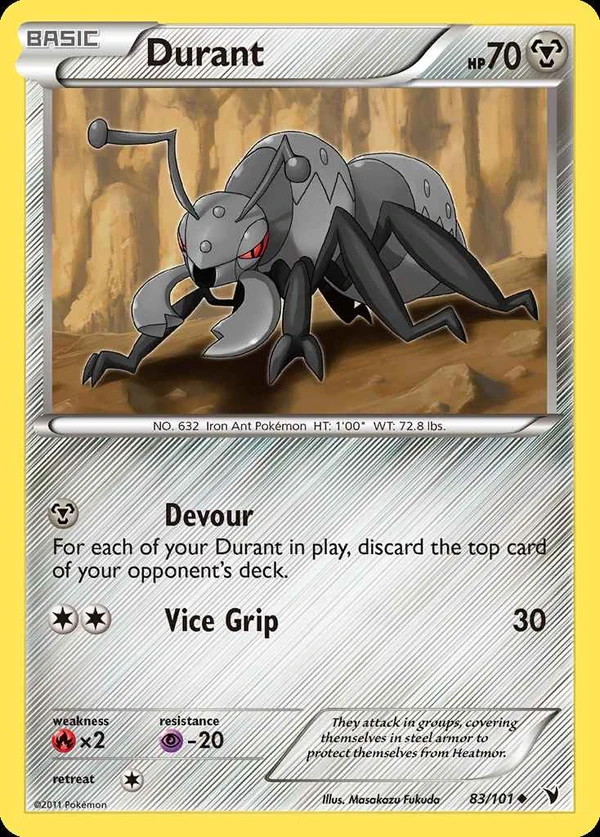 BASIC
Durant
HP 70
NO. 632 Iron Ant Pokémon HT: 1'00" WT: 72.8 lbs.
Devour
For each of your Durant in play, discard the top card
of your opponent's deck.
Vice Grip 30
weakness
×2
resistance
-20
retreat
They attack in groups, covering
themselves in steel armor to
protect themselves from Heatmor.
©2011 Pokémon
Illus. Masakazu Fukuda
83/101